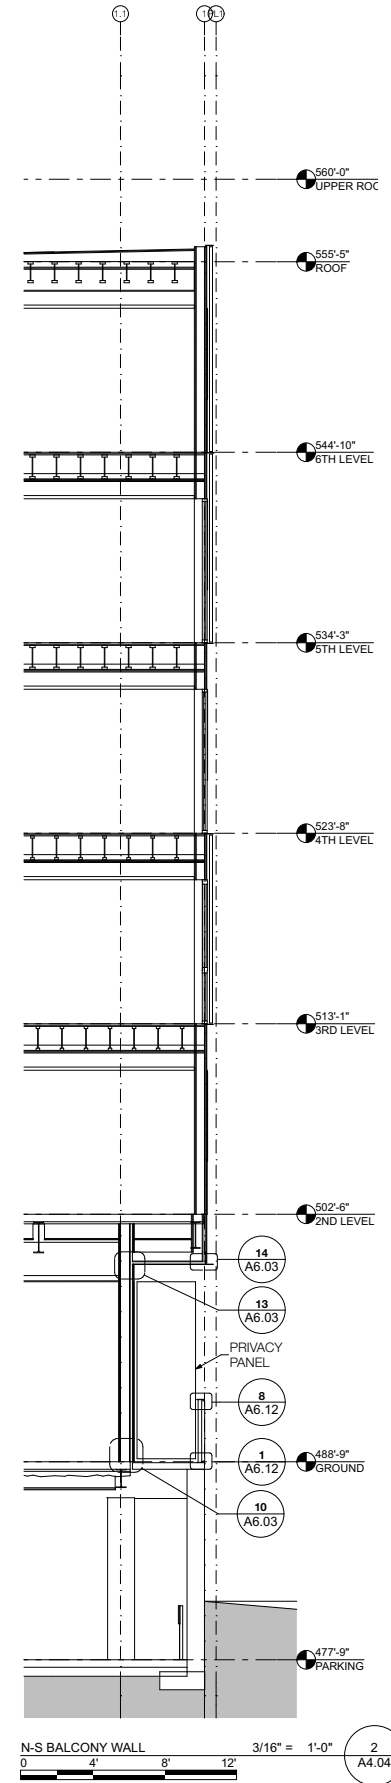 1.1
1
PL1
560'-0"
UPPER ROO
555'-5"
ROOF
544'-10"
6TH LEVEL
534'-3"
5TH LEVEL
523'-8"
4TH LEVEL
513'-1"
3RD LEVEL
502'-6"
2ND LEVEL
14
A6.03
13
A6.03
PRIVACY
PANEL
8
A6.12
1
A6.12
488'-9"
GROUND
10
A6.03
477'-9"
PARKING
N-S BALCONY WALL 3/16" = 1'-0" 2
0 4' 8' 12' A4.04